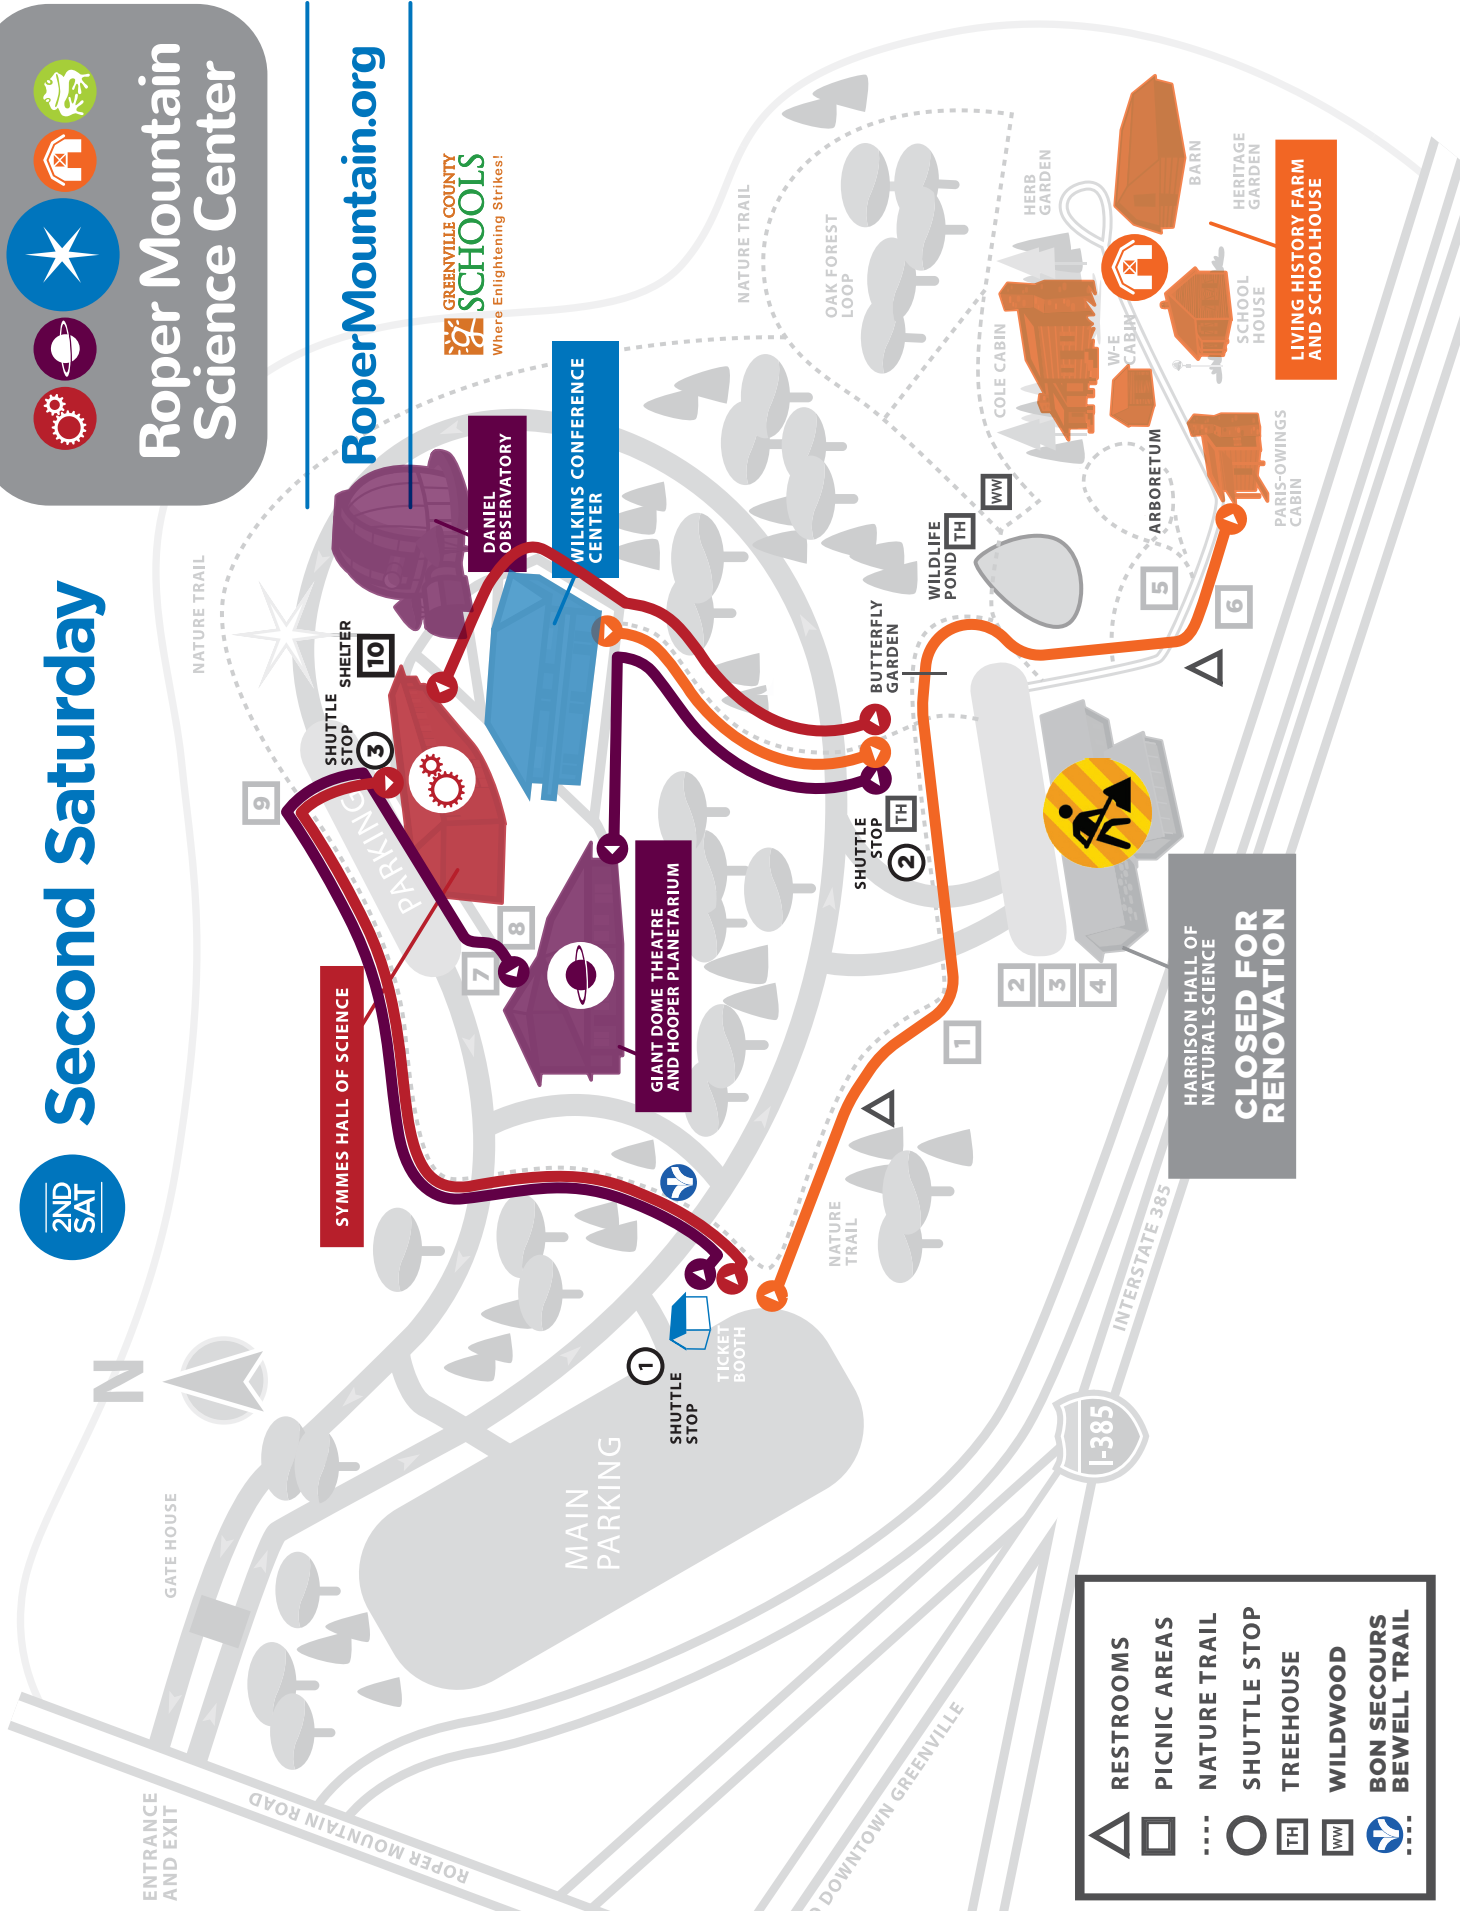 2ND
SAT
Second Saturday
Roper Mountain
Science Center
RoperMountain.org
GREENVILLE COUNTY
SCHOOLS
Where Enlightening Strikes!
N
ENTRANCE
AND EXIT
GATE HOUSE
ROPER MOUNTAIN ROAD
NATURE TRAIL
9
SHUTTLE
STOP
3
SHELTER
10
PARKING
SYMMES HALL OF SCIENCE
7
8
DANIEL
OBSERVATORY
WILKINS CONFERENCE
CENTER
GIANT DOME THEATRE
AND HOOPER PLANETARIUM
MAIN
PARKING
1
SHUTTLE
STOP
TICKET
BOOTH
NATURE
TRAIL
NATURE TRAIL
OAK FOREST
LOOP
SHUTTLE
STOP
2
TH
BUTTERFLY
GARDEN
WILDLIFE
POND
TH
WW
1
2
3
4
5
6
ARBORETUM
COLE CABIN
HERB
GARDEN
W-E
CABIN
BARN
SCHOOL
HOUSE
HERITAGE
GARDEN
PARIS-OWINGS
CABIN
LIVING HISTORY FARM
AND SCHOOLHOUSE
HARRISON HALL OF
NATURAL SCIENCE
CLOSED FOR
RENOVATION
INTERSTATE 385
I-385
DOWNTOWN GREENVILLE
RESTROOMS
PICNIC AREAS
NATURE TRAIL
SHUTTLE STOP
TH TREEHOUSE
WW WILDWOOD
BON SECOURS
BEWELL TRAIL